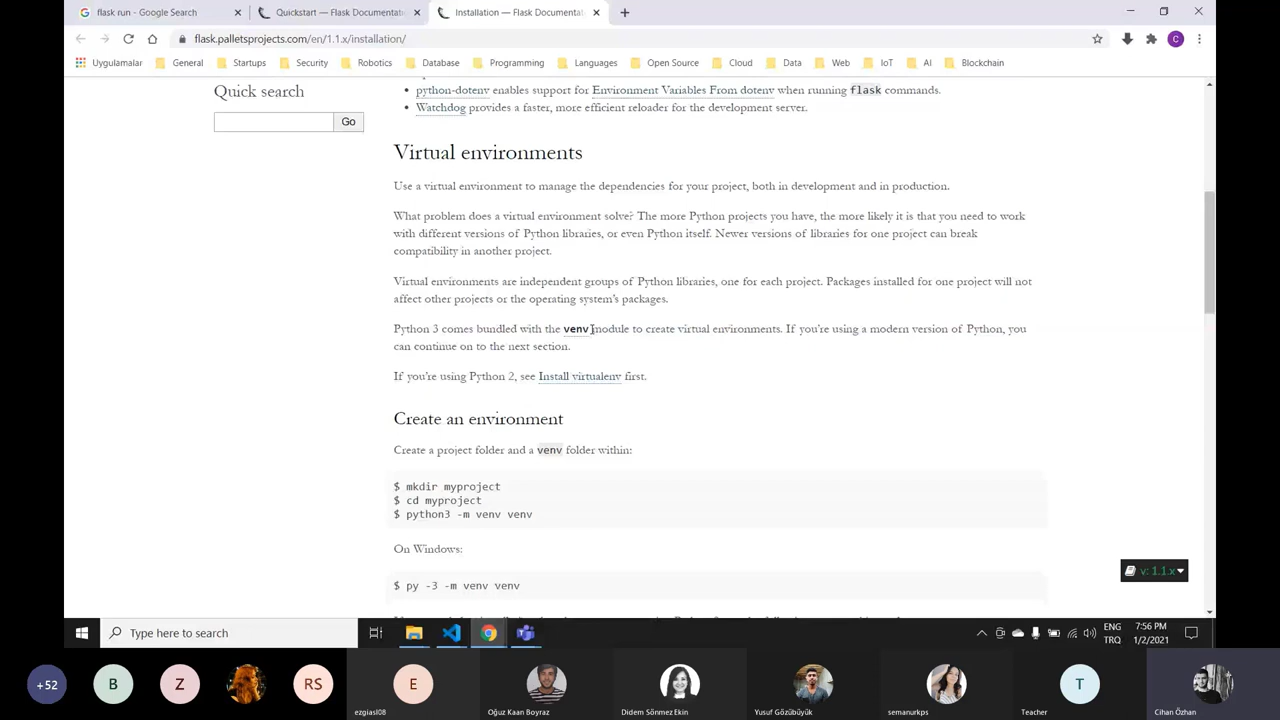 flask run - Google Search
Quickstart — Flask Documentat
Installation — Flask Documentat
flask.palletsprojects.com/en/1.1.x/installation/
C
Uygulamalar
General
Startups
Security
Robotics
Database
Programming
Languages
Open Source
Cloud
Data
Web
IoT
AI
Blockchain
Quick search
Go
python-dotenv enables support for Environment Variables From dotenv when running flask commands.
Watchdog provides a faster, more efficient reloader for the development server.
Virtual environments
Use a virtual environment to manage the dependencies for your project, both in development and in production.
What problem does a virtual environment solve? The more Python projects you have, the more likely it is that you need to work
with different versions of Python libraries, or even Python itself. Newer versions of libraries for one project can break
compatibility in another project.
Virtual environments are independent groups of Python libraries, one for each project. Packages installed for one project will not
affect other projects or the operating system's packages.
Python 3 comes bundled with the venv module to create virtual environments. If you're using a modern version of Python, you
can continue on to the next section.
If you're using Python 2, see Install virtualenv first.
Create an environment
Create a project folder and a venv folder within:
$ mkdir myproject
$ cd myproject
$ python3 -m venv venv
On Windows:
$ py -3 -m venv venv
v: 1.1.x
Type here to search
ENG
TRQ
7:56 PM
1/2/2021
+52
B
Z
RS
E
T
ezgiasl08
Oğuz Kaan Boyraz
Didem Sönmez Ekin
Yusuf Gözübüyük
semanurkps
Teacher
Cihan Özhan